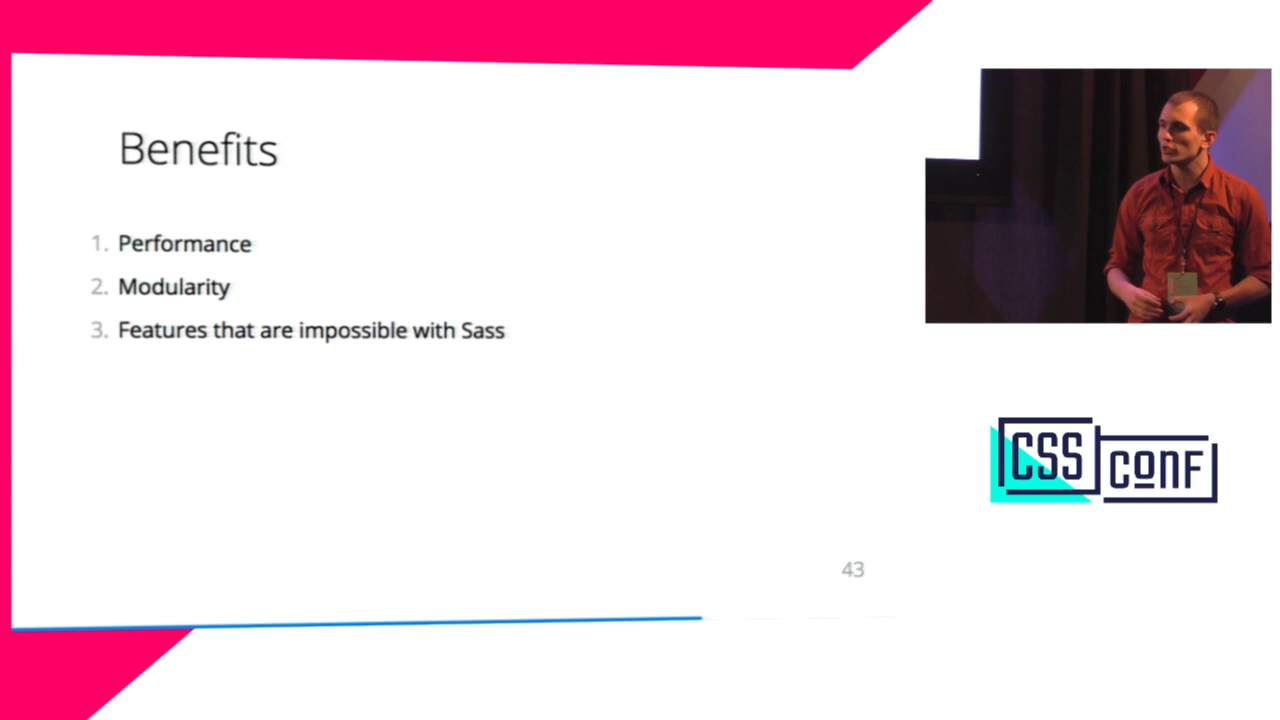 Benefits
1. Performance
2. Modularity
3. Features that are impossible with Sass
43
CSS
conf